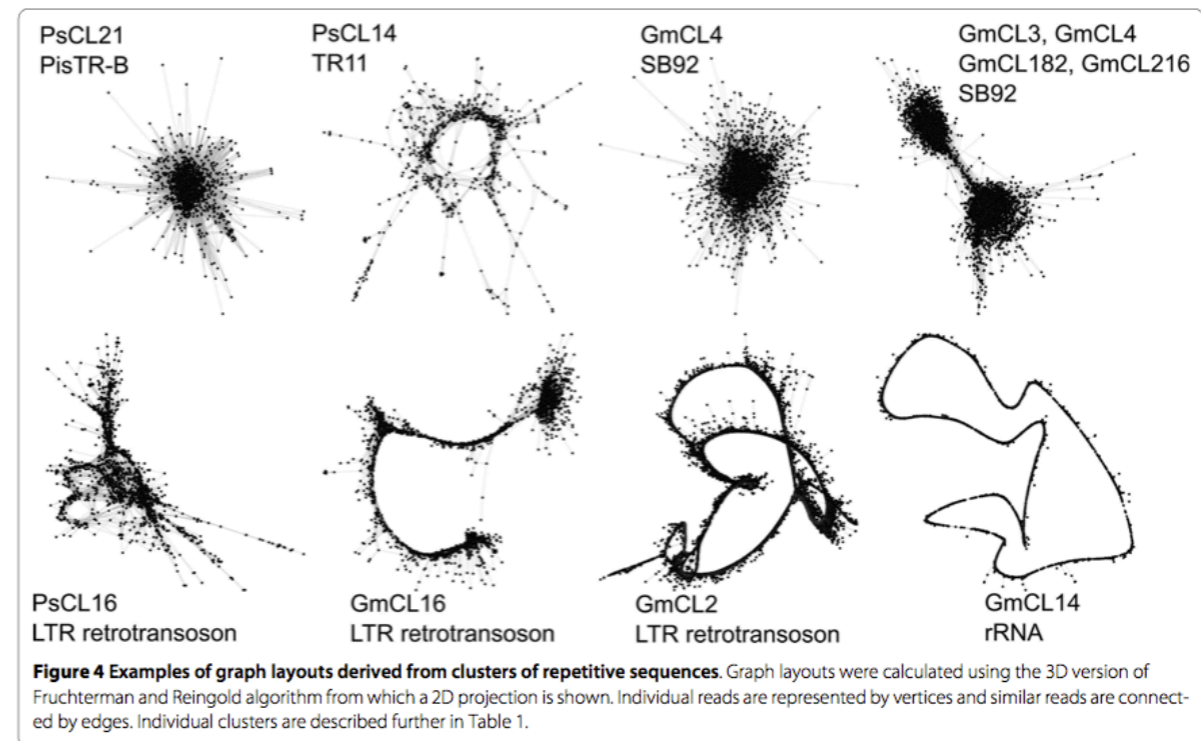 PsCL21
PisTR-B
PsCL14
TR11
GmCL4
SB92
GmCL3, GmCL4
GmCL182, GmCL216
SB92
PsCL16
LTR retrotransoson
GmCL16
LTR retrotransoson
GmCL2
LTR retrotransoson
GmCL14
rRNA
Figure 4 Examples of graph layouts derived from clusters of repetitive sequences. Graph layouts were calculated using the 3D version of
Fruchterman and Reingold algorithm from which a 2D projection is shown. Individual reads are represented by vertices and similar reads are connect-
ed by edges. Individual clusters are described further in Table 1.